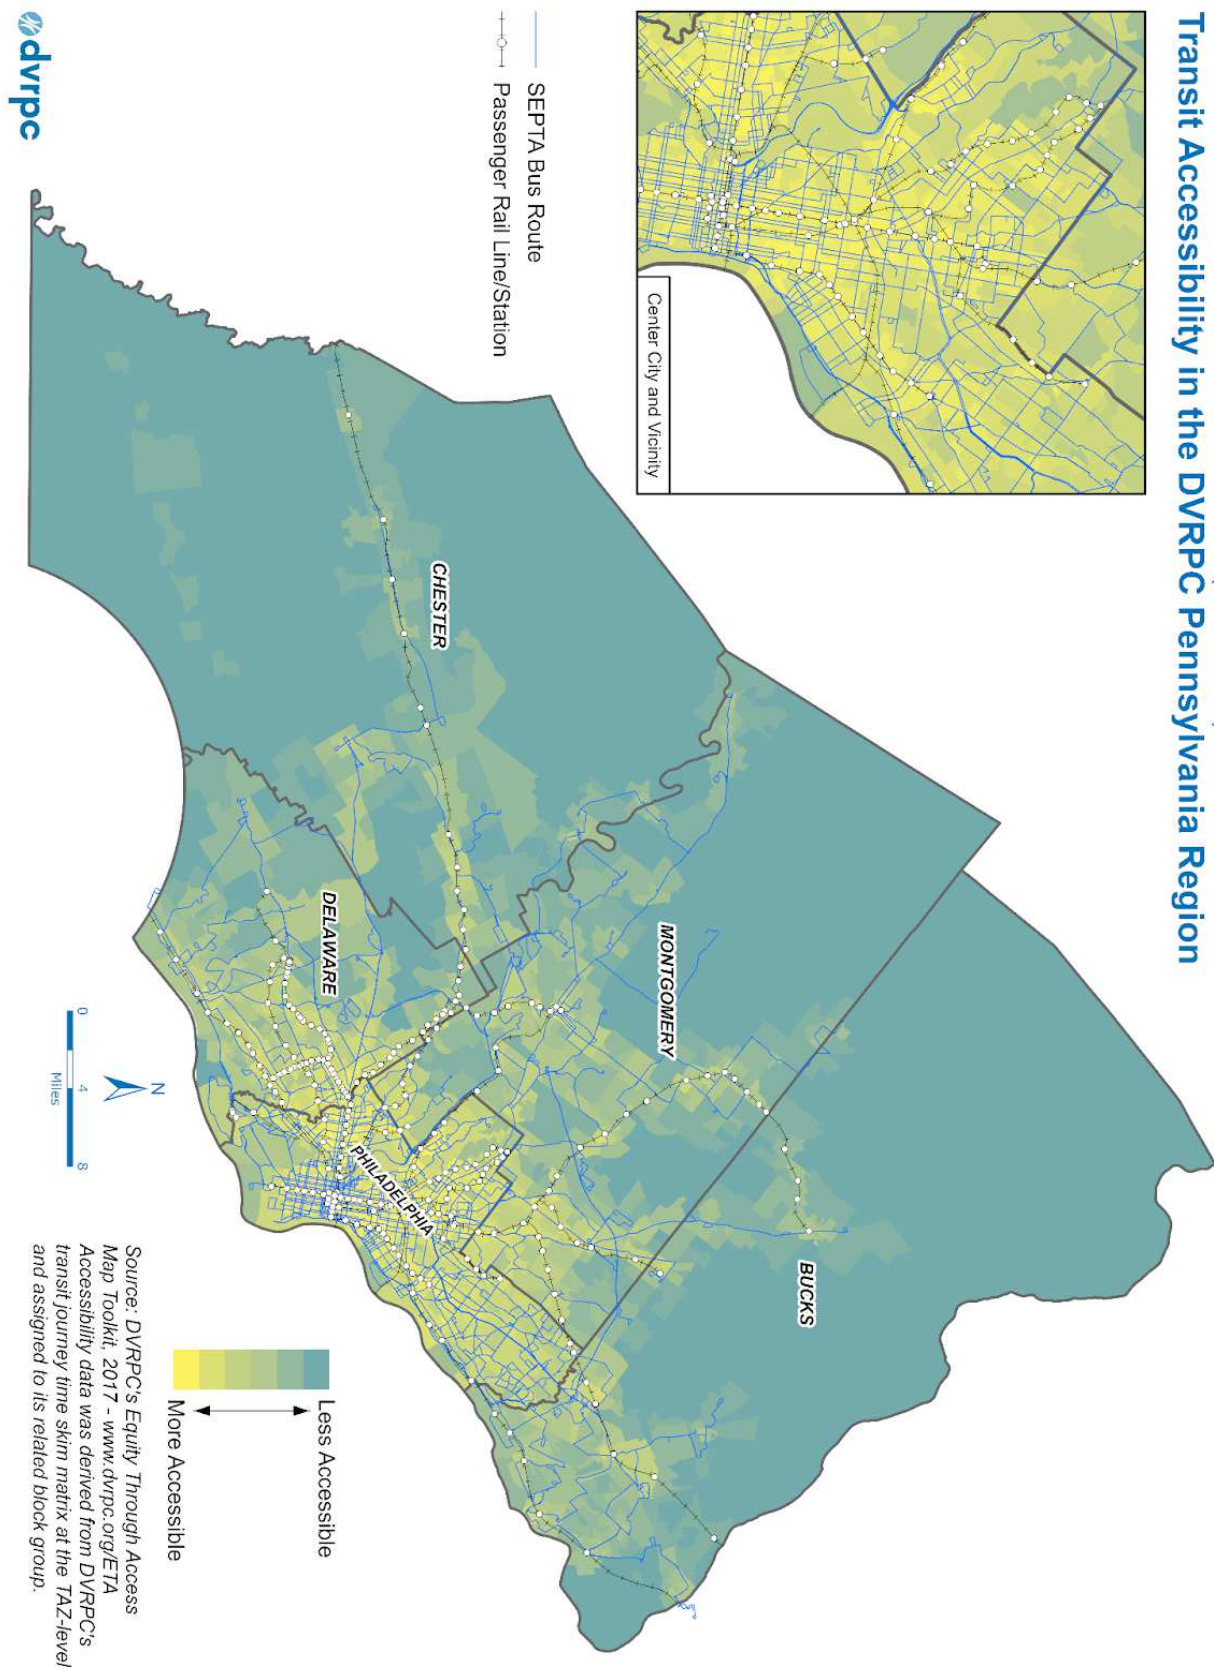 Transit Accessibility in the DVRPC Pennsylvania Region
Center City and Vicinity
SEPTA Bus Route
Passenger Rail Line/Station
CHESTER
MONTGOMERY
BUCKS
DELAWARE
PHILADELPHIA
N
0 4 8
Miles
Less Accessible
More Accessible
Source: DVRPC's Equity Through Access
Map Toolkit, 2017 - www.dvrpc.org/ETA
Accessibility data was derived from DVRPC's
transit journey time skim matrix at the TAZ-level
and assigned to its related block group.
dvrpc